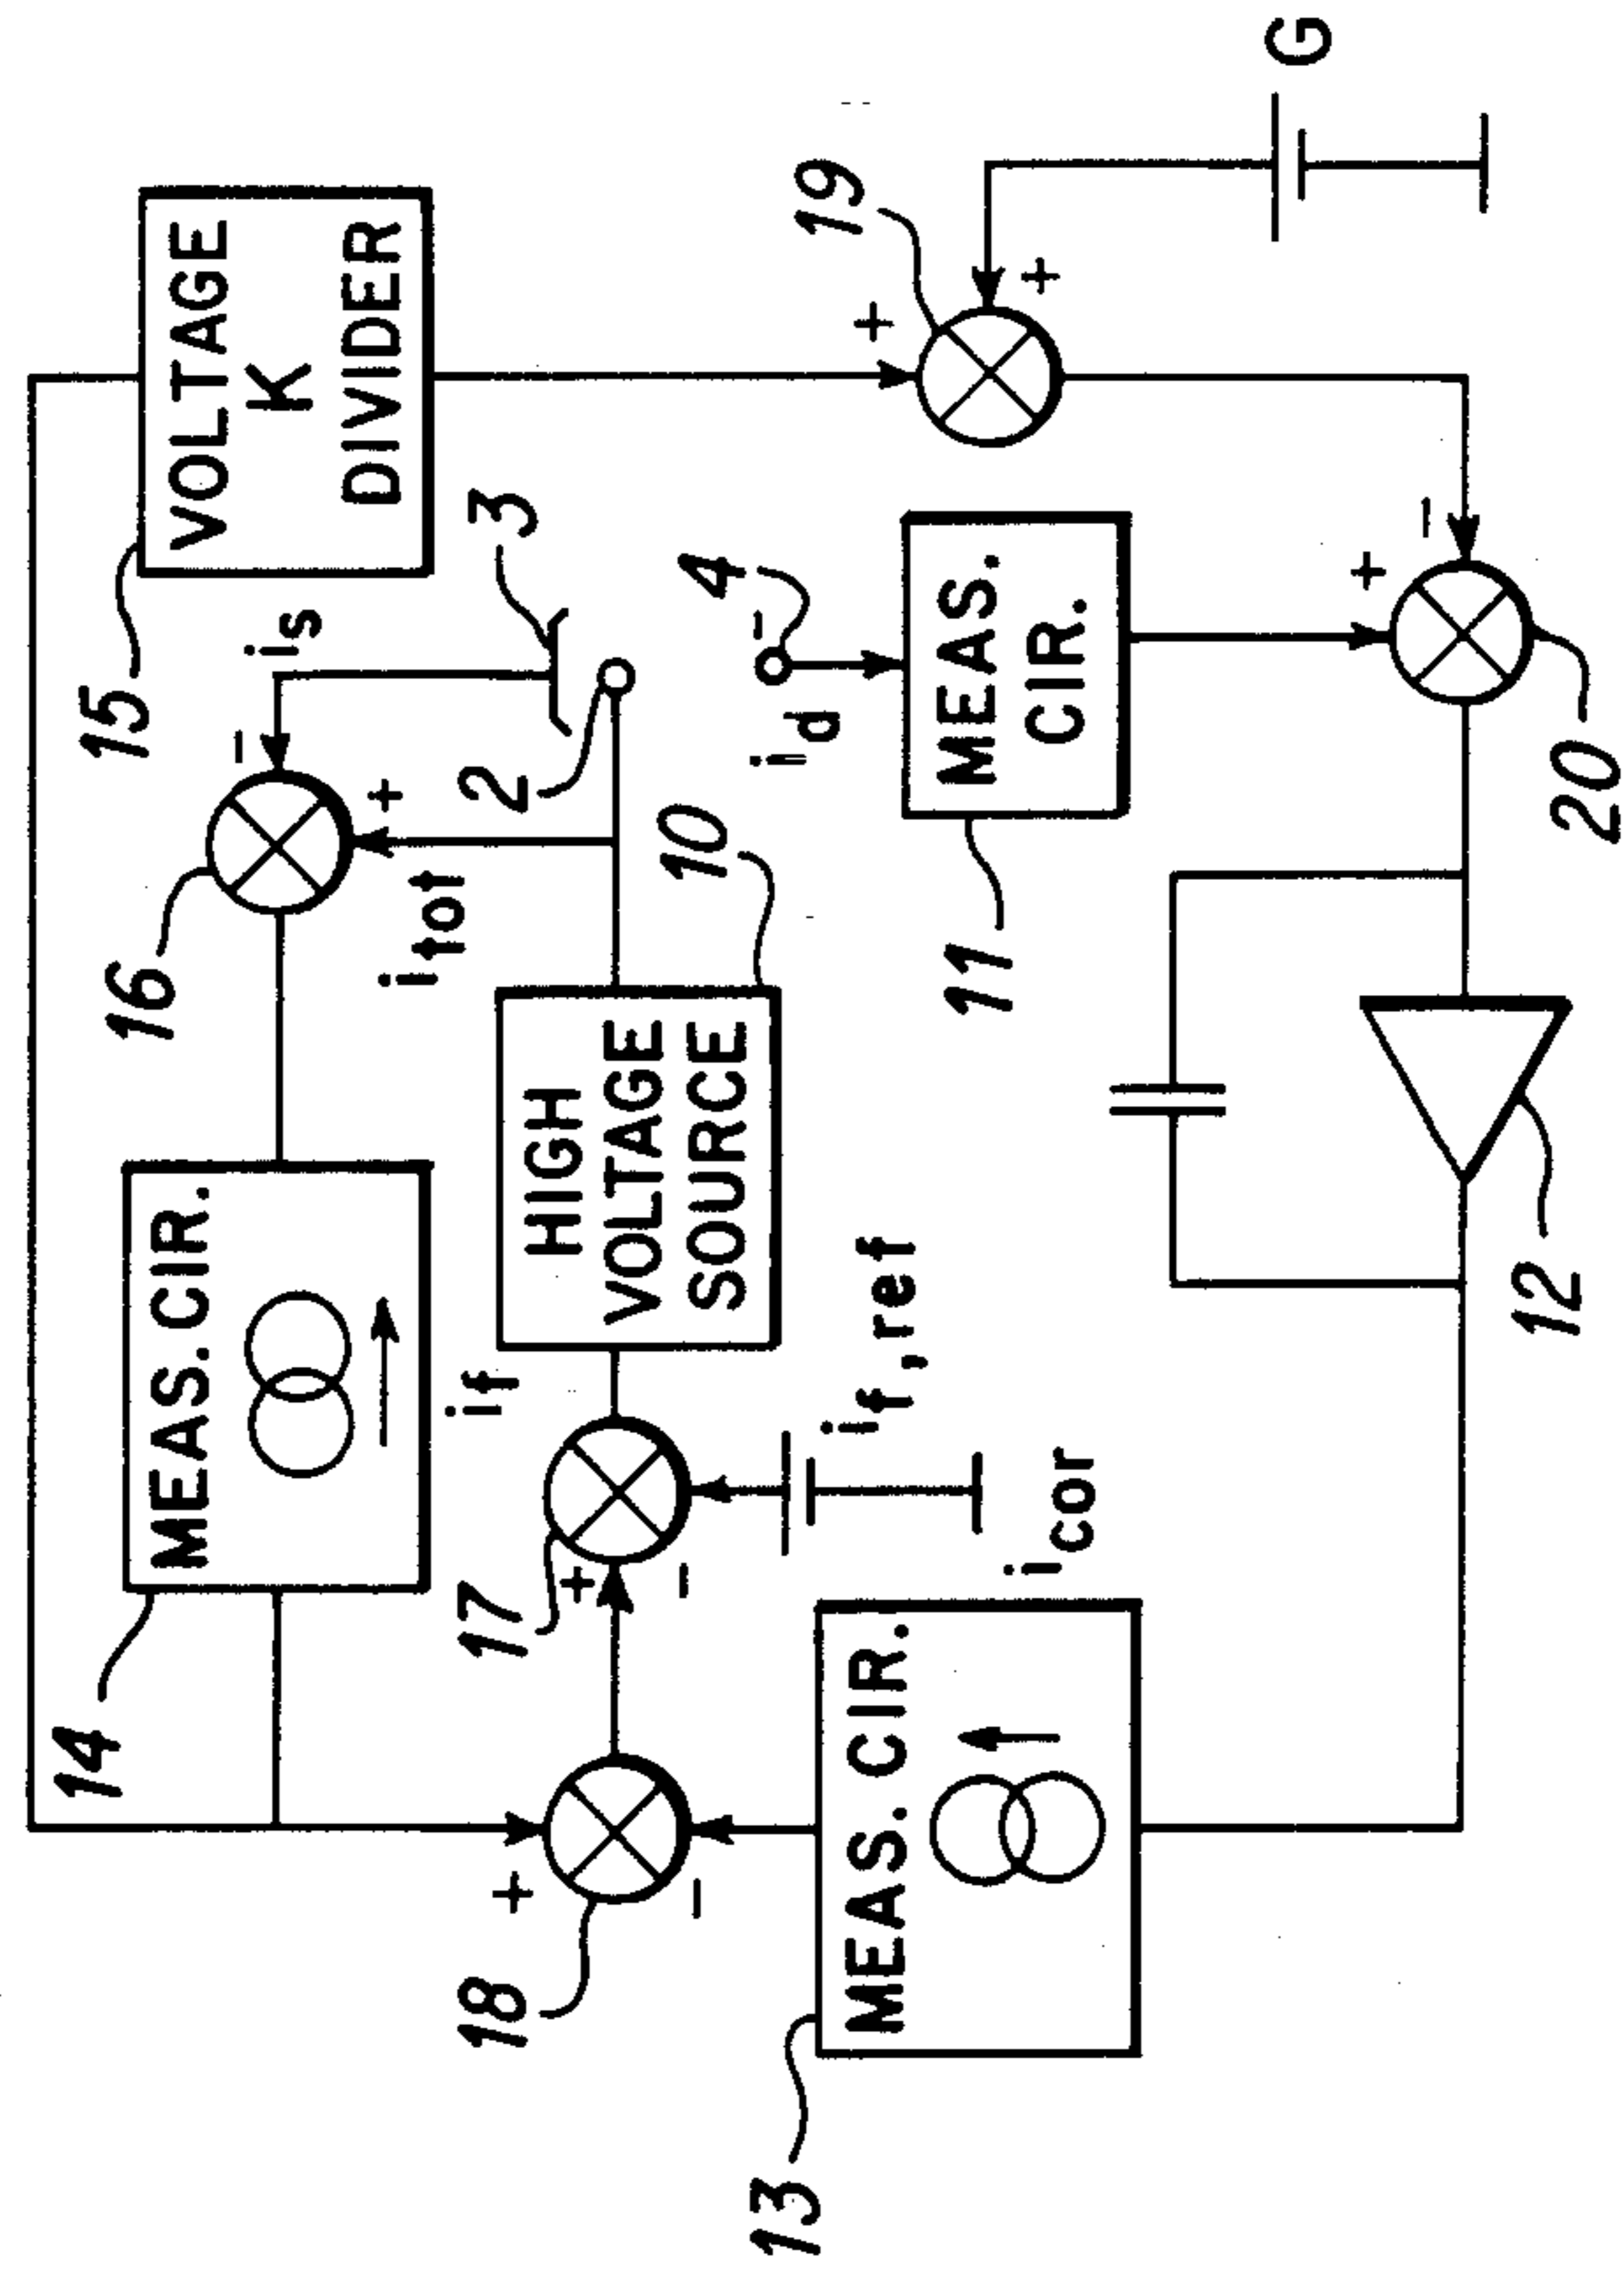 14
15
16
MEAS. CIR.
VOLTAGE
K
DIVIDER
-
is
+
itot
if
18
17
2
3
+
+
-
-
HIGH
VOLTAGE
SOURCE
10
4
-
id
13
19
if,ref
+
+
MEAS. CIR.
11
MEAS.
CIR.
icor
G
+
-
12
20